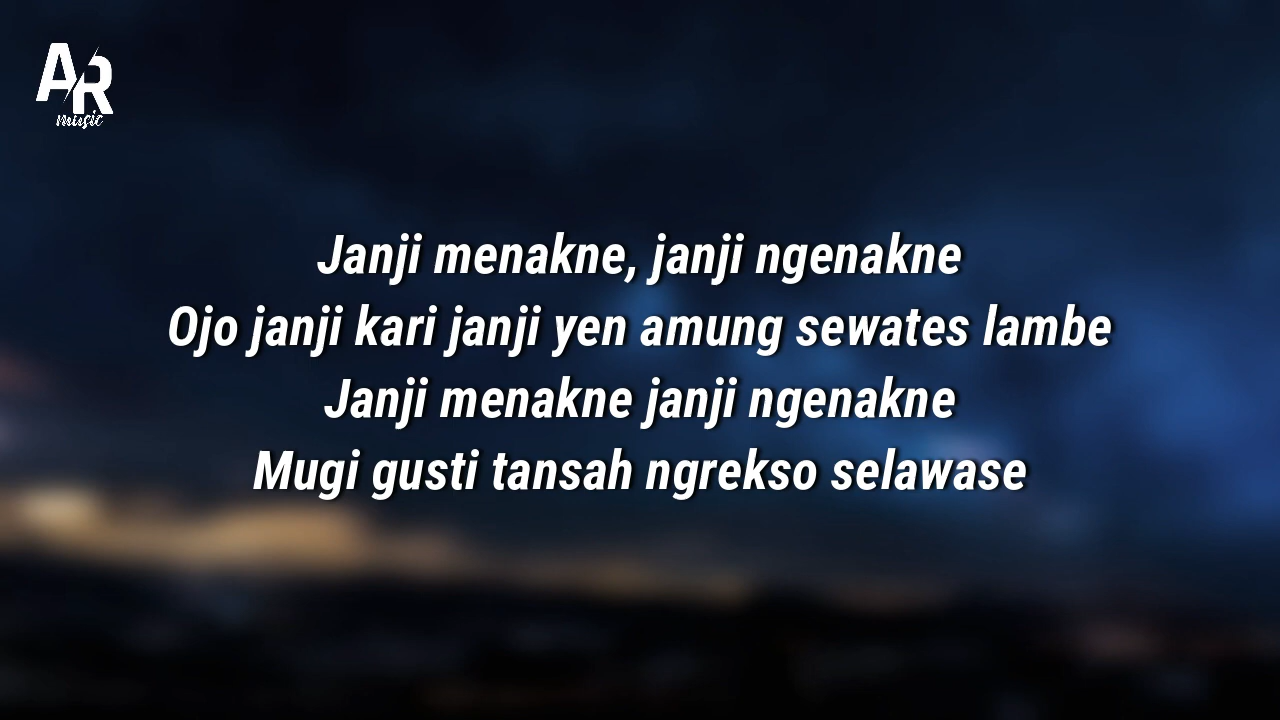 AR
music
Janji menakne, janji ngenakne
Ojo janji kari janji yen amung sewates lambe
Janji menakne janji ngenakne
Mugi gusti tansah ngrekso selawase